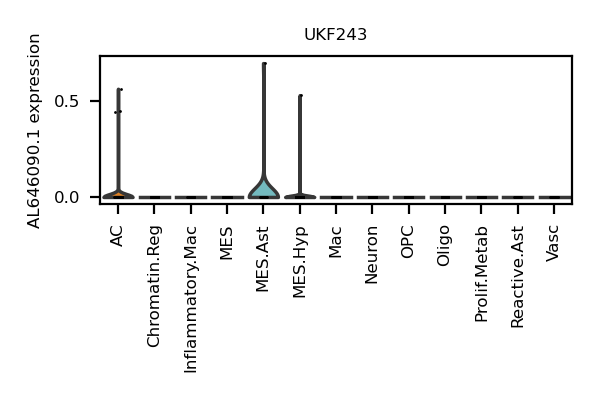 UKF243
AL646090.1 expression
0.5
0.0
AC
Chromatin.Reg
Inflammatory.Mac
MES
MES.Ast
MES.Hyp
Mac
Neuron
OPC
Oligo
Prolif.Metab
Reactive.Ast
Vasc